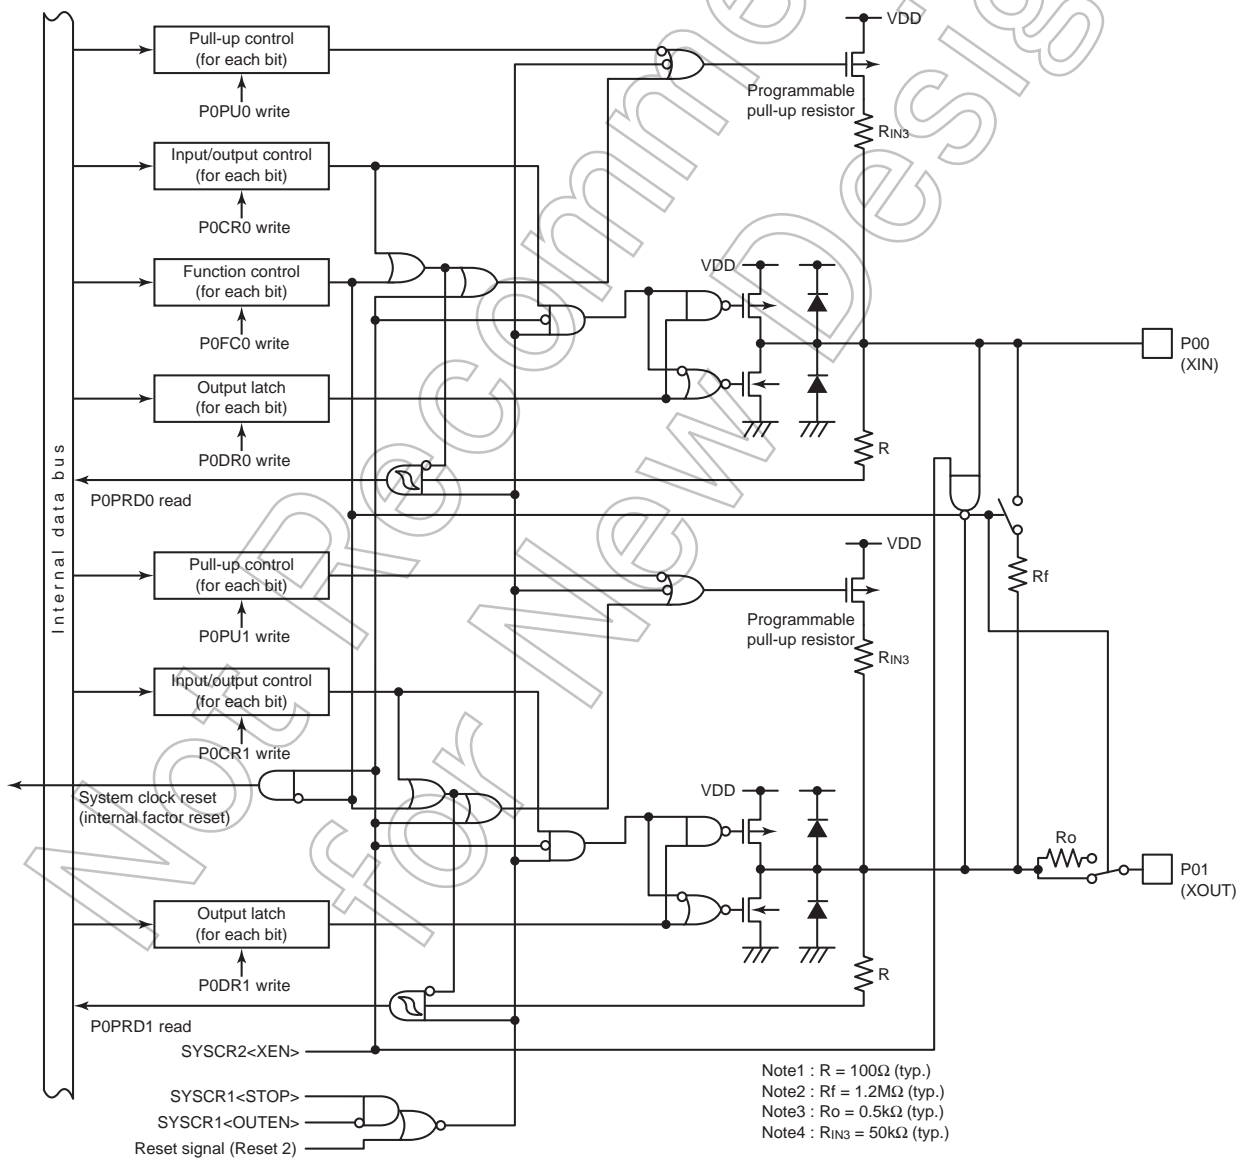 VDD
Pull-up control
(for each bit)
P0PU0 write
Programmable
pull-up resistor
RIN3
Input/output control
(for each bit)
P0CR0 write
Function control
(for each bit)
P0FC0 write
VDD
P00
(XIN)
Output latch
(for each bit)
P0DR0 write
R
P0PRD0 read
Internal data bus
VDD
Pull-up control
(for each bit)
P0PU1 write
Rf
Programmable
pull-up resistor
RIN3
Input/output control
(for each bit)
P0CR1 write
System clock reset
(internal factor reset)
VDD
Ro
P01
(XOUT)
Output latch
(for each bit)
P0DR1 write
R
P0PRD1 read
SYSCR2<XEN>
SYSCR1<STOP>
SYSCR1<OUTEN>
Reset signal (Reset 2)
Note1 : R = 100Ω (typ.)
Note2 : Rf = 1.2MΩ (typ.)
Note3 : Ro = 0.5kΩ (typ.)
Note4 : RIN3 = 50kΩ (typ.)
Not Recomme
for New Desig